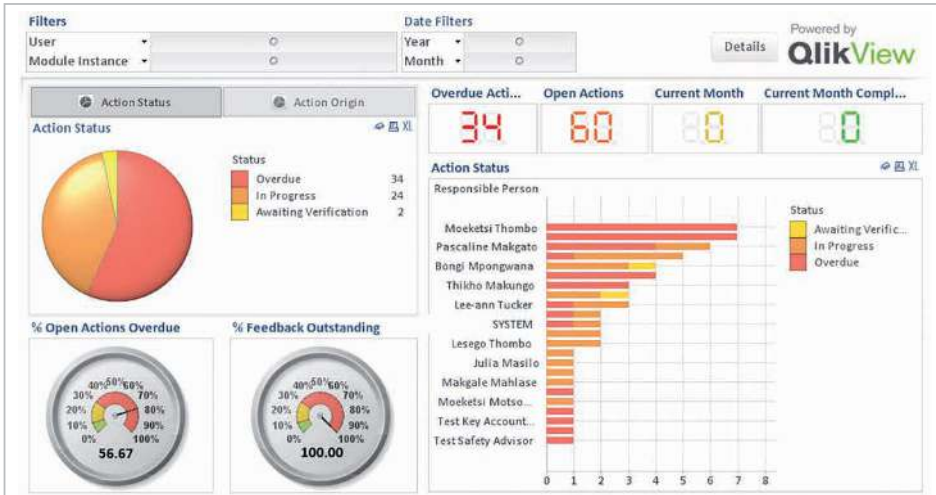 Filters
User
Module Instance
Date Filters
Year
Month
Details
Powered by
QlikView
Action Status
Action Origin
Overdue Acti...
Open Actions
Current Month
Current Month Compl...
34
60
0
0
Action Status
XL
Status
Overdue 34
In Progress 24
Awaiting Verification 2
Action Status
XL
Responsible Person
Moeketsi Thombo
Pascaline Makgato
Bongi Mpongwana
Thikho Makungo
Lee-ann Tucker
SYSTEM
Lesego Thombo
Julia Masilo
Makgale Mahlase
Moeketsi Motso...
Test Key Account...
Test Safety Advisor
0 1 2 3 4 5 6 7 8
Status
Awaiting Verific...
In Progress
Overdue
% Open Actions Overdue
0% 10% 20% 30% 40% 50% 60% 70% 80% 90% 100%
56.67
% Feedback Outstanding
0% 10% 20% 30% 40% 50% 60% 70% 80% 90% 100%
100.00